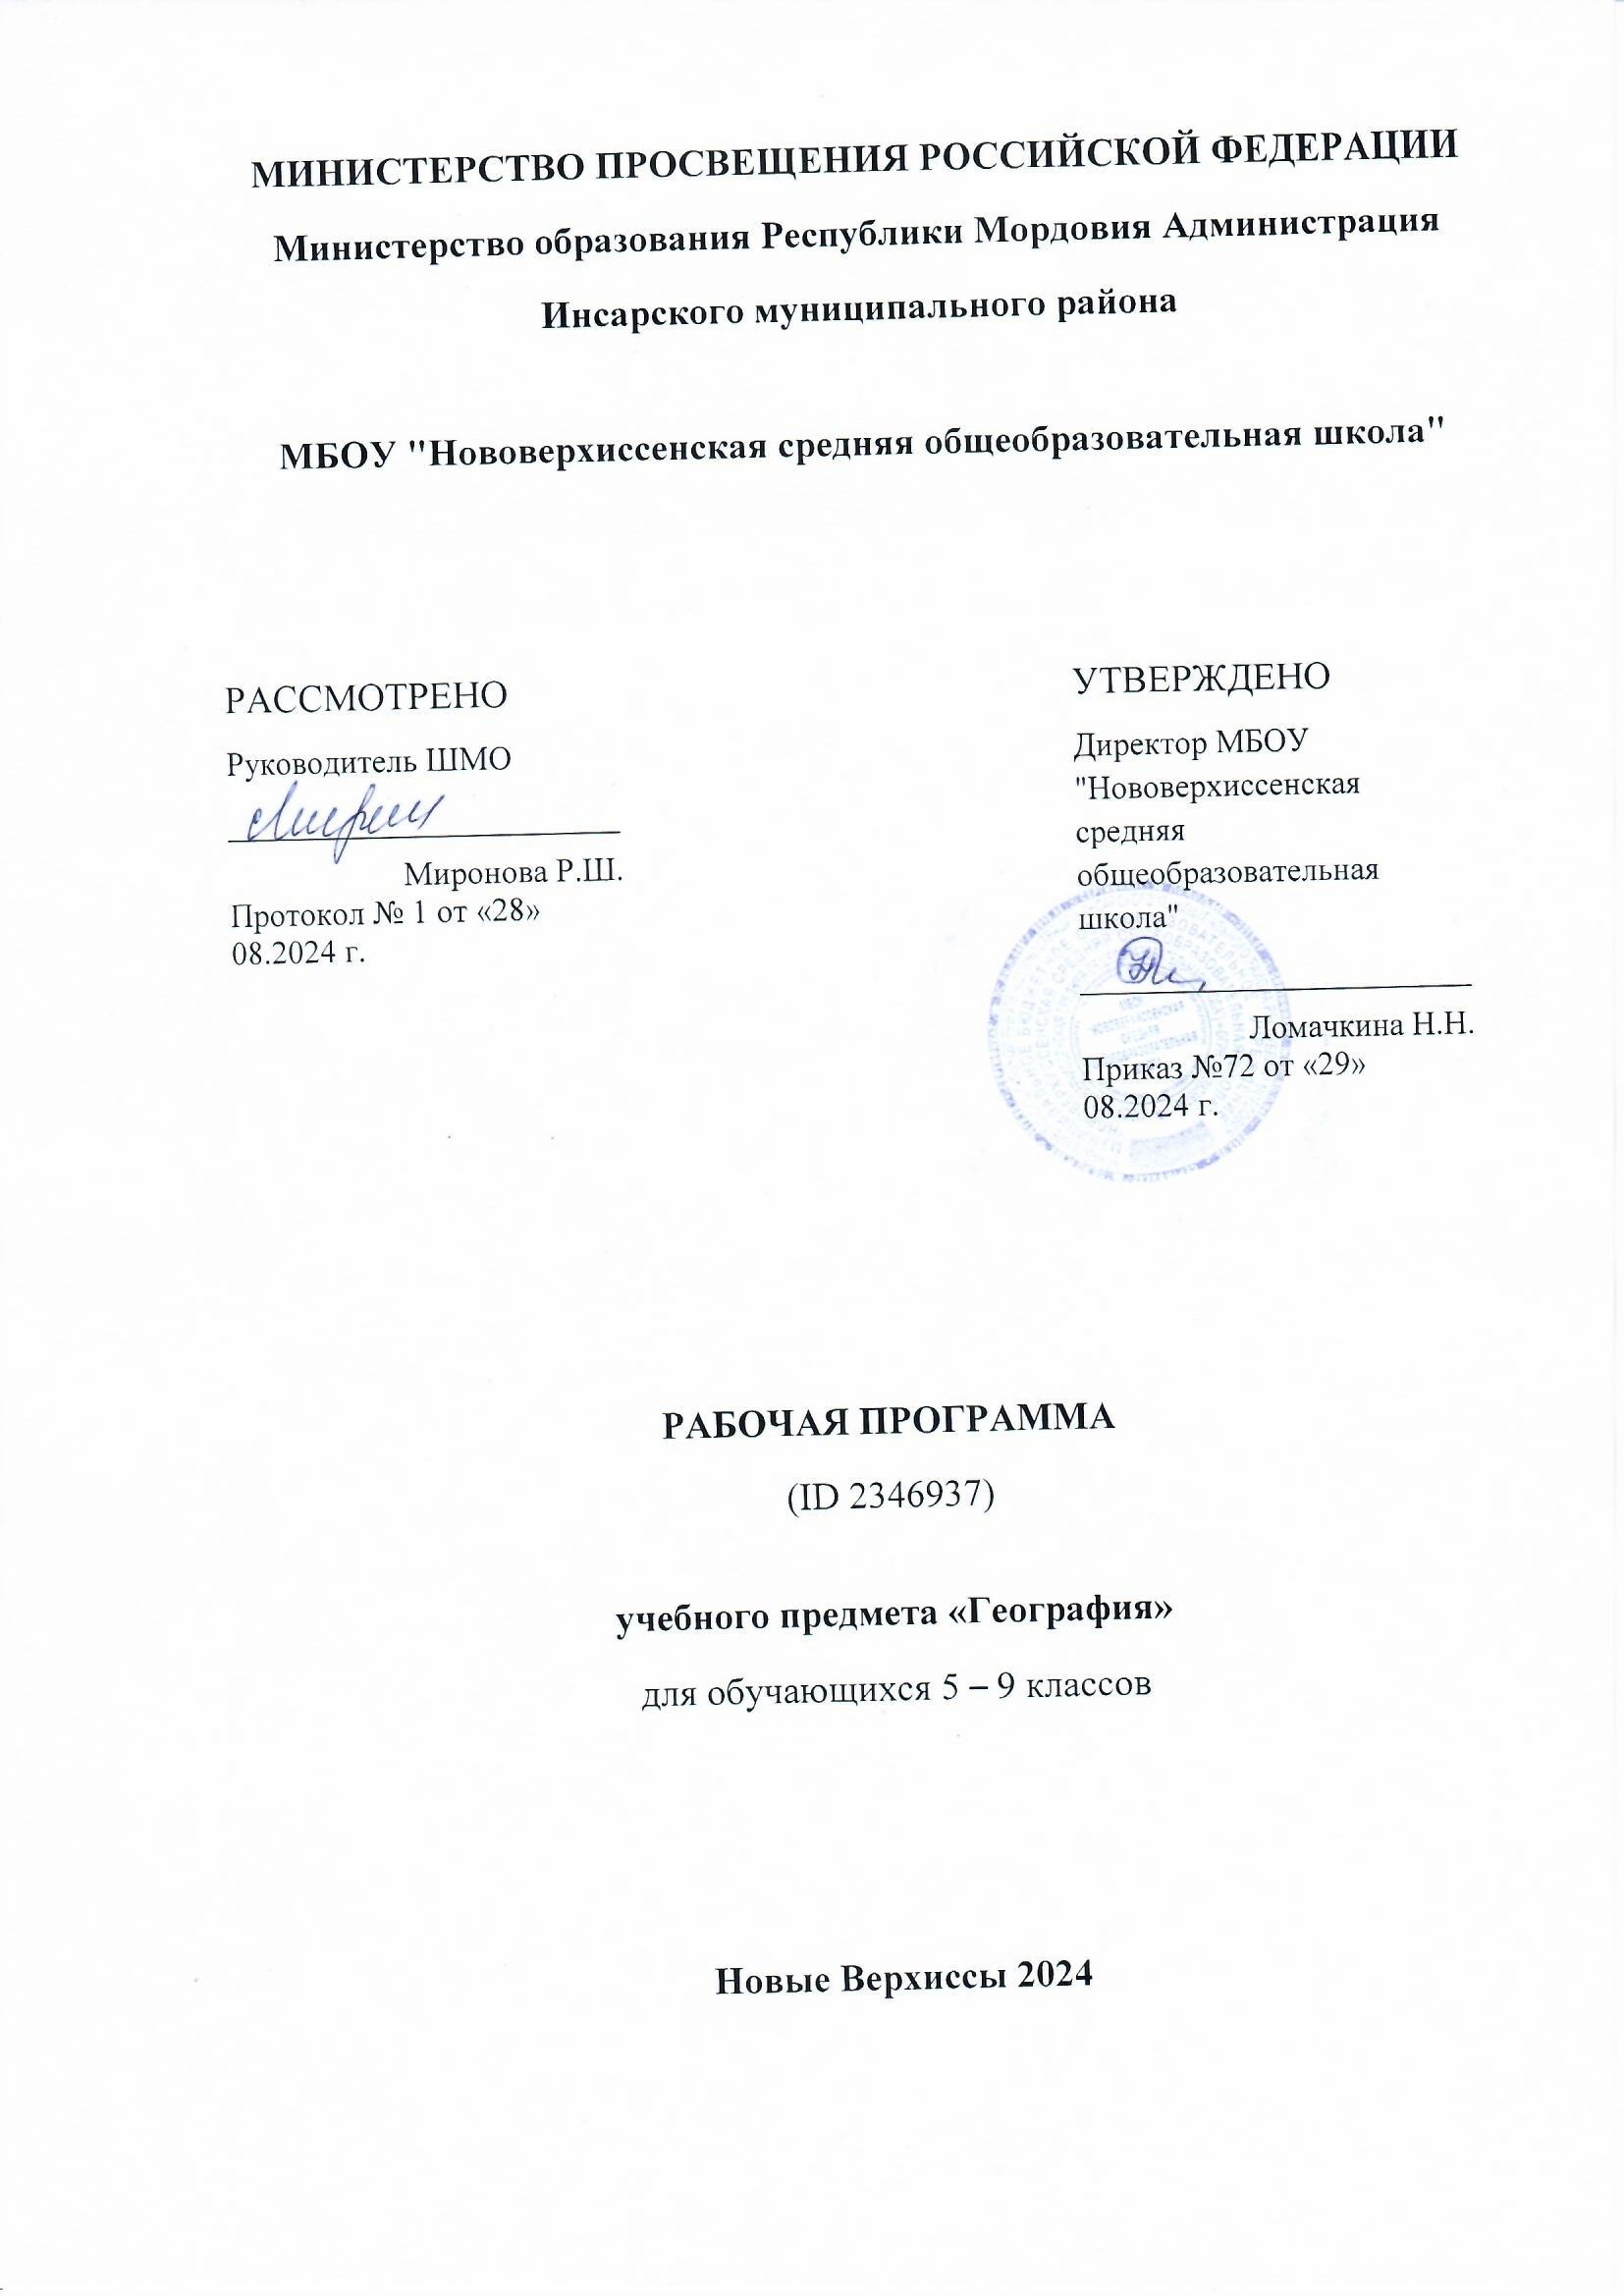 МИНИСТЕРСТВО ПРОСВЕЩЕНИЯ РОССИЙСКОЙ ФЕДЕРАЦИИ
Министерство образования Республики Мордовия Администрация
Инсарского муниципального района
МБОУ "Нововерхиссенская средняя общеобразовательная школа"
РАССМОТРЕНО
Руководитель ШМО
Миронова Р.Ш.
Протокол № 1 от «28»
08.2024 г.
УТВЕРЖДЕНО
Директор МБОУ
"Нововерхиссенская
средняя
общеобразовательная
школа"
Ломачкина Н.Н.
Приказ №72 от «29»
08.2024 г.
РАБОЧАЯ ПРОГРАММА
(ID 2346937)
учебного предмета «География»
для обучающихся 5 – 9 классов
Новые Верхиссы 2024